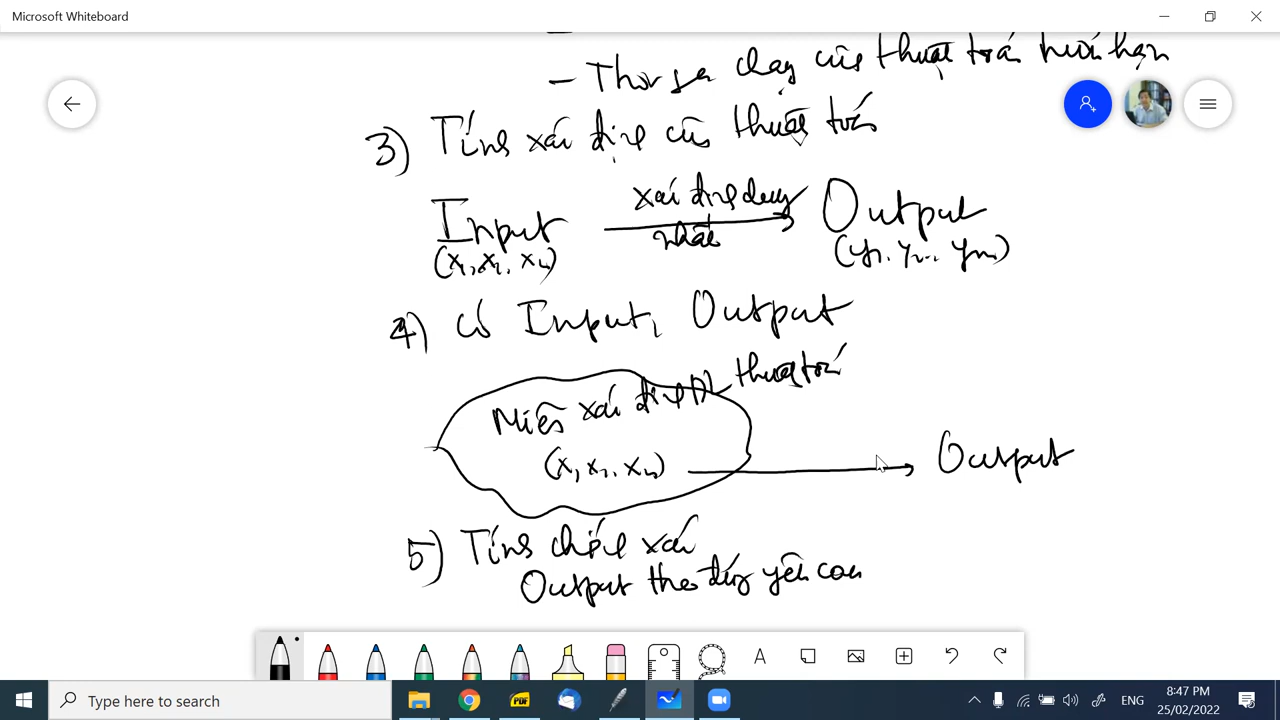 Microsoft Whiteboard
- Thời gian chạy của thuật toán hữu hạn
3) Tính xác định của thuật toán
Input xác định duy nhất Output
(x1, x2, xn) (y1, y2.. ym)
4) Có Input, Output
Miền xác định thuật toán
(x1, x2.. xn) Output
5) Tính chính xác
Output theo đúng yêu cầu
Type here to search
ENG
8:47 PM
25/02/2022